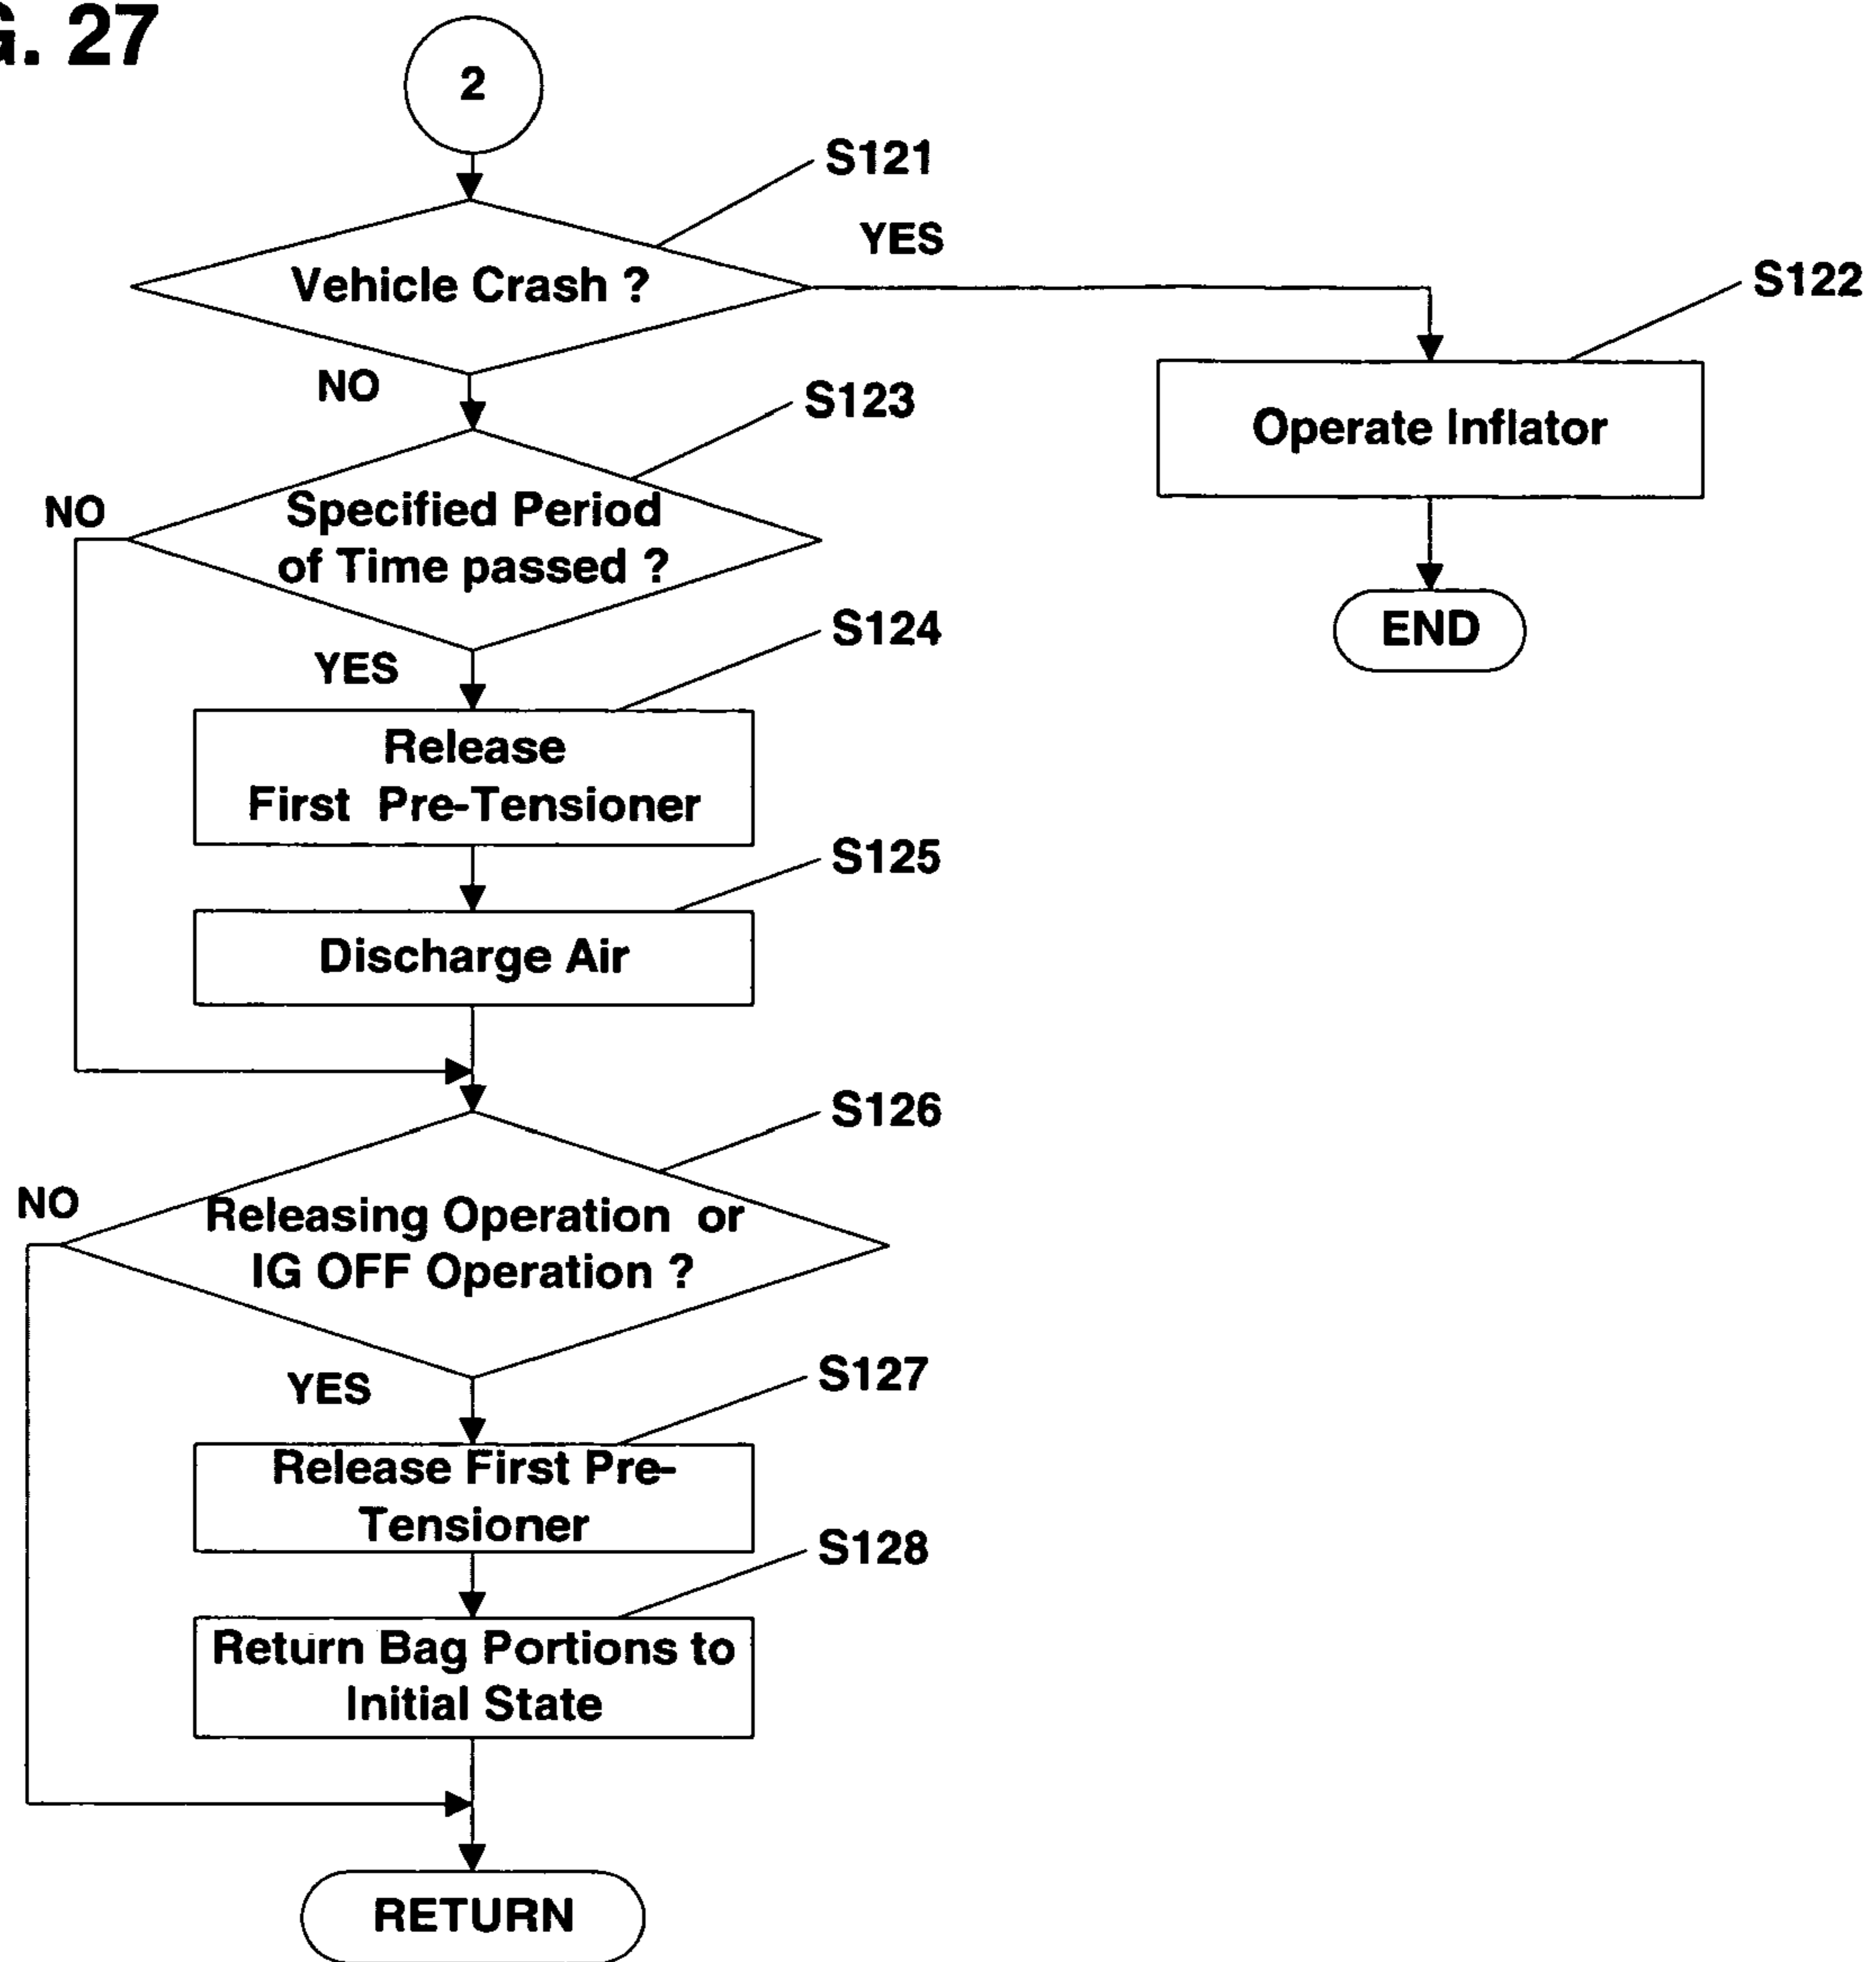 G. 27
2
S121
YES
Vehicle Crash ?
S122
NO
S123
Operate Inflator
NO
Specified Period
of Time passed ?
END
S124
YES
Release
First Pre-Tensioner
S125
Discharge Air
S126
NO
Releasing Operation or
IG OFF Operation ?
YES
S127
Release First Pre-
Tensioner
S128
Return Bag Portions to
Initial State
RETURN